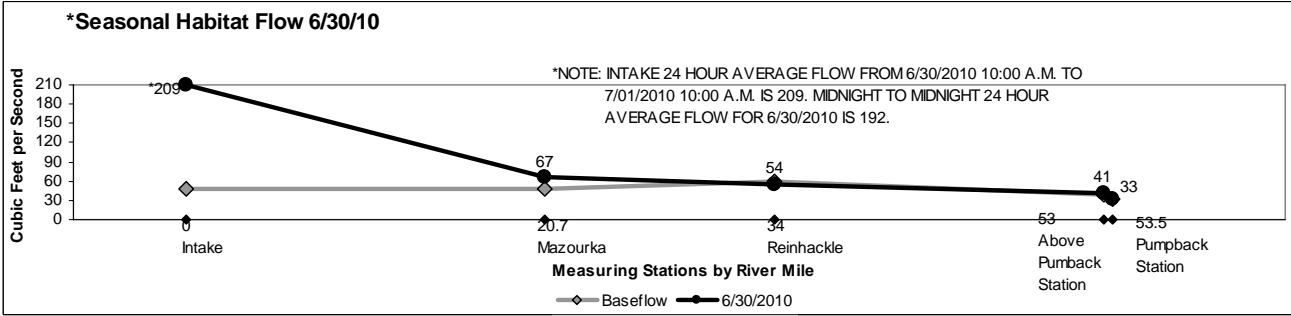 *Seasonal Habitat Flow 6/30/10
*NOTE: INTAKE 24 HOUR AVERAGE FLOW FROM 6/30/2010 10:00 A.M. TO
7/01/2010 10:00 A.M. IS 209. MIDNIGHT TO MIDNIGHT 24 HOUR
AVERAGE FLOW FOR 6/30/2010 IS 192.
Cubic Feet per Second
210
180
150
120
90
60
30
0
*209
67
54
41
33
0
Intake
20.7
Mazourka
34
Reinhackle
53
Above
Pumback
Station
53.5
Pumpback
Station
Measuring Stations by River Mile
Baseflow
6/30/2010